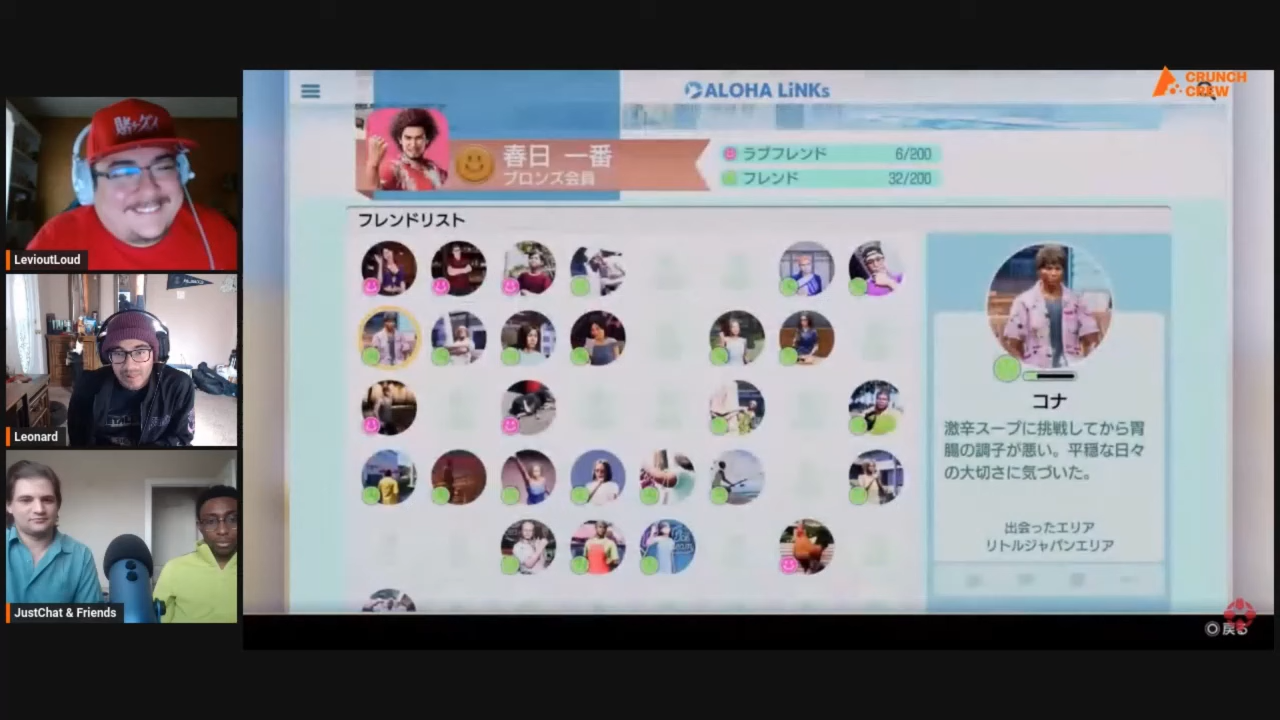 LevioutLoud
Leonard
JustChat & Friends
ALOHA LiNKs
CRUNCH
CREW
春日 一番
ブロンズ会員
ラブフレンド 6/200
フレンド 32/200
フレンドリスト
コナ
激辛スープに挑戦してから胃
腸の調子が悪い。平穏な日々
の大切さに気づいた。
出会ったエリア
リトルジャパンエリア
戻る